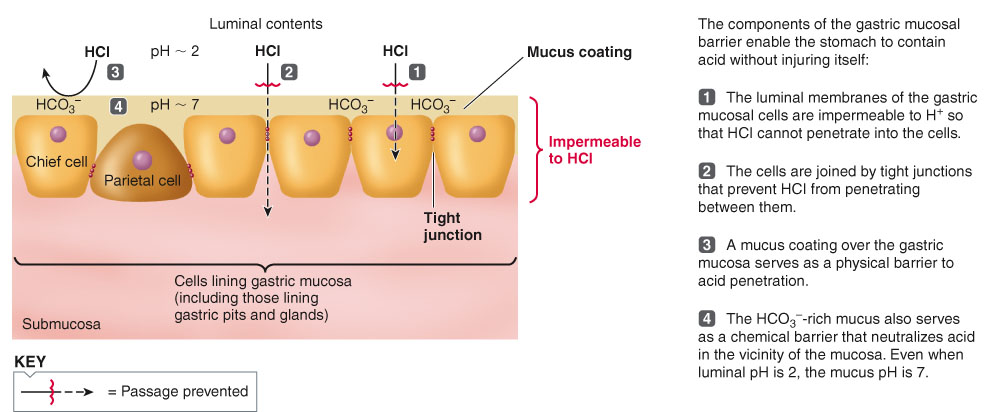 Luminal contents
HCl
pH ~ 2
HCl
HCl
3
2
1
Mucus coating
HCO₃⁻
4
pH ~ 7
HCO₃⁻
HCO₃⁻
Impermeable
to HCl
Chief cell
Parietal cell
Tight
junction
Cells lining gastric mucosa
(including those lining
gastric pits and glands)
Submucosa
KEY
= Passage prevented
The components of the gastric mucosal
barrier enable the stomach to contain
acid without injuring itself:
1 The luminal membranes of the gastric
mucosal cells are impermeable to H⁺ so
that HCl cannot penetrate into the cells.
2 The cells are joined by tight junctions
that prevent HCl from penetrating
between them.
3 A mucus coating over the gastric
mucosa serves as a physical barrier to
acid penetration.
4 The HCO₃⁻-rich mucus also serves
as a chemical barrier that neutralizes acid
in the vicinity of the mucosa. Even when
luminal pH is 2, the mucus pH is 7.